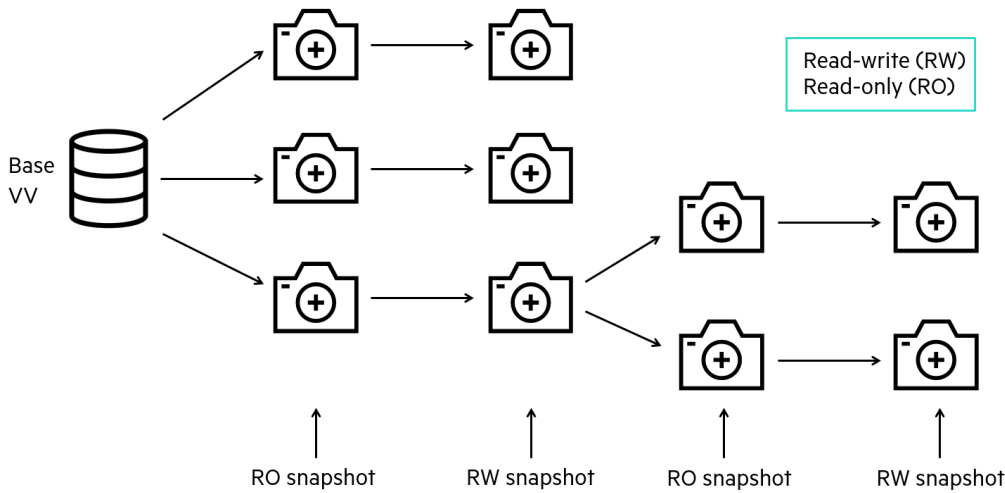 Read-write (RW)
Read-only (RO)
Base
VV
RO snapshot
RW snapshot
RO snapshot
RW snapshot